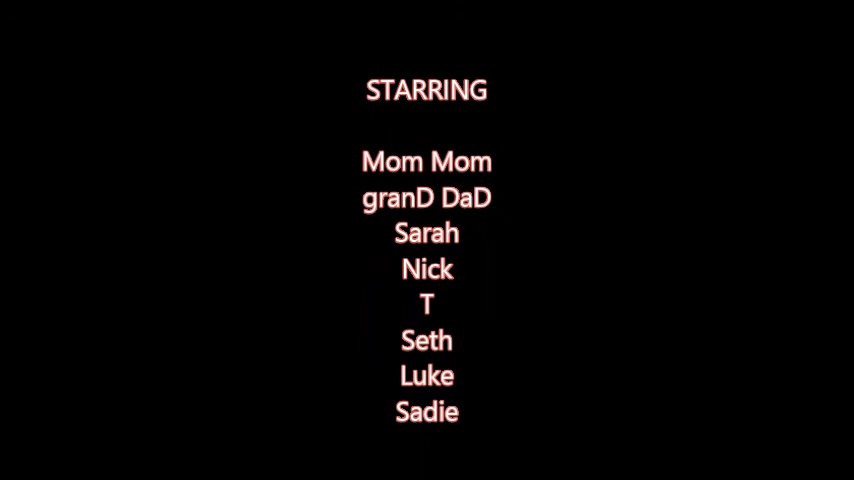 STARRING
Mom Mom
granD DaD
Sarah
Nick
T
Seth
Luke
Sadie